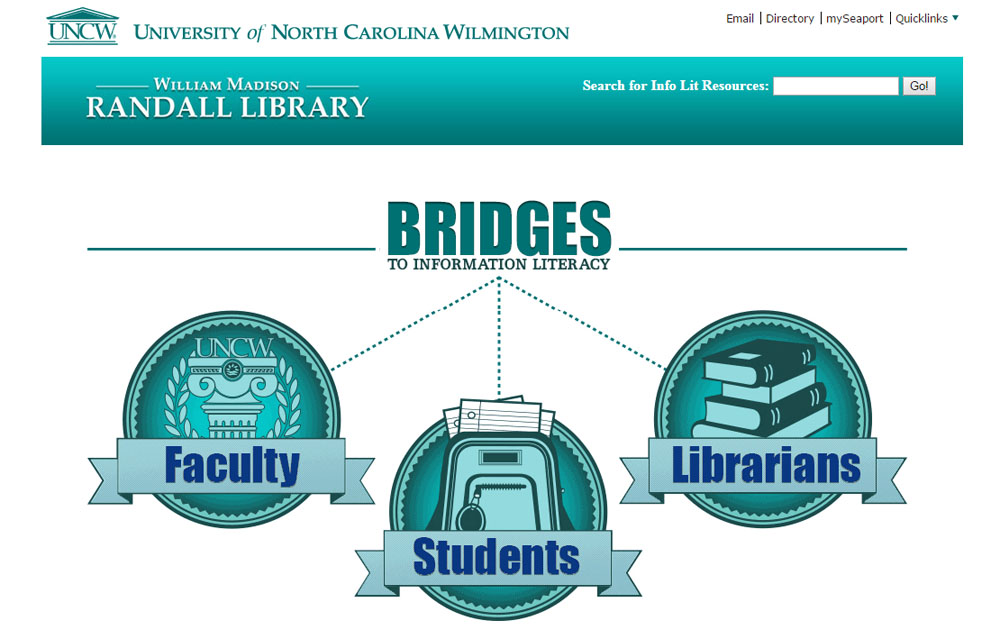 UNCW
UNIVERSITY of NORTH CAROLINA WILMINGTON
Email | Directory | mySeaport | Quicklinks ▼
WILLIAM MADISON
RANDALL LIBRARY
Search for Info Lit Resources: Go!
BRIDGES
TO INFORMATION LITERACY
UNCW
Faculty
Librarians
Students